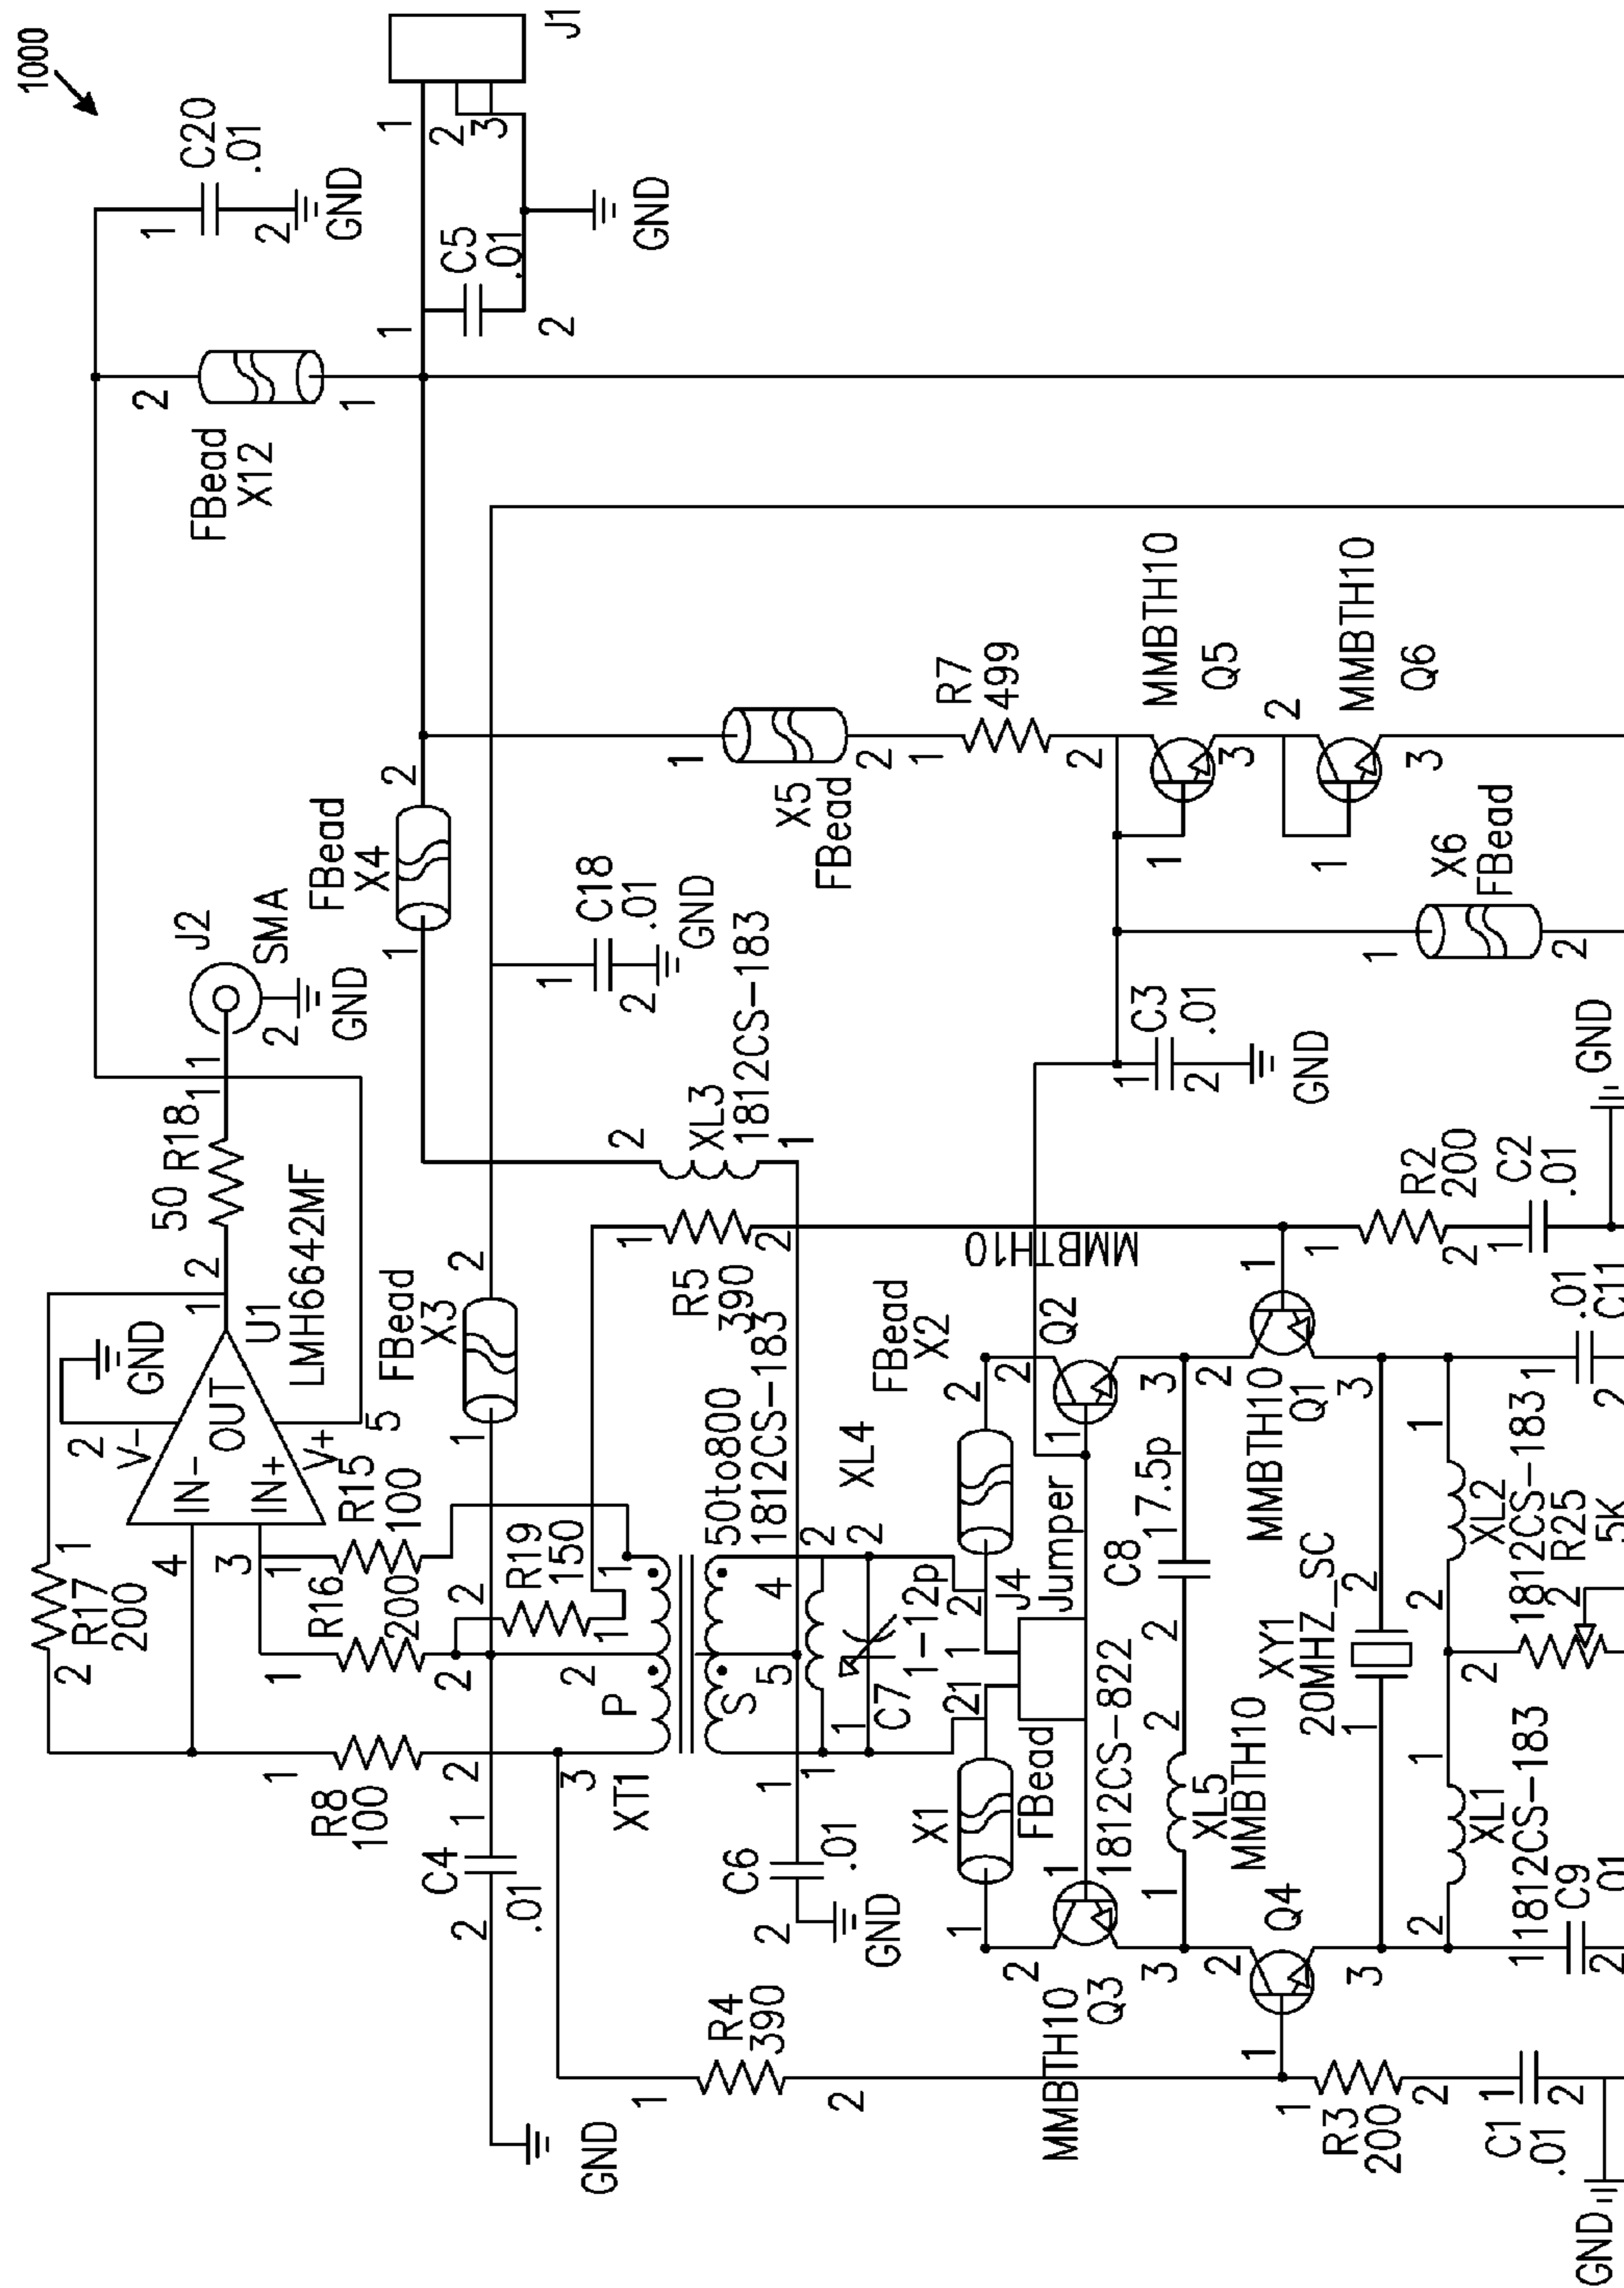 1000
C20
.01
1
2
GND
J1
1
2
3
C5
.01
1
2
GND
FBead
X12
2
1
R17
200
1
2
GND
2
V-
IN-
OUT
IN+
V+
4
3
5
1
U1
LMH6642MF
2
50 R18
1
1
J2
SMA
2
GND
FBead
X4
1
2
R15
100
1
2
R16
200
1
2
R8
100
1
2
R19
150
1
FBead
X3
1
2
C4
.01
1
2
GND
C18
.01
1
2
GND
X5
FBead
1
2
R7
499
1
2
XL3
1812CS-183
2
1
R5
390
1
2
XT1
P
S
1
2
3
4
5
50to800
1812CS-183
XL4
2
1
C7
1-12p
2
1
C6
.01
1
2
GND
R4
390
1
2
MMBTH10
Q5
1
2
3
MMBTH10
Q6
1
2
3
X6
FBead
1
2
C3
.01
1
2
GND
FBead
X2
2
1
X1
FBead
1
2
J4
Jumper
1
2
Q2
MMBTH10
1
2
3
MMBTH10
Q3
1
2
3
C8
17.5p
2
1812CS-822
XL5
1
2
MMBTH10
Q1
1
2
3
MMBTH10
Q4
1
2
3
XY1
20MHZ_SC
1
2
R2
200
1
2
C2
.01
1
GND
R3
200
1
2
C1
.01
1
2
GND
XL2
1812CS-183
1
2
XL1
1812CS-183
1
2
R25
5K
2
2
C11
.01
1
2
C9
.01
1
2